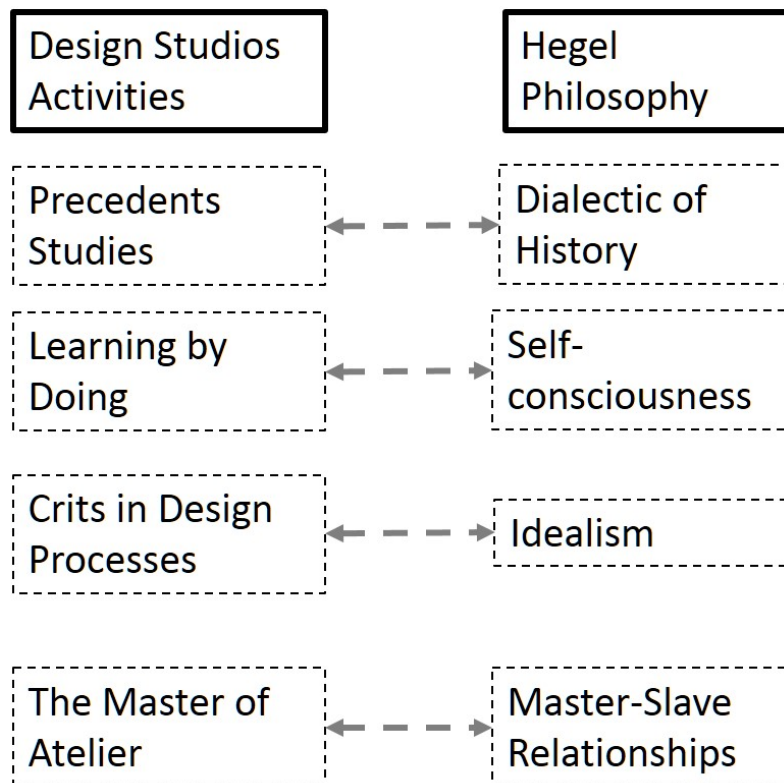 Design Studios
Activities
Hegel
Philosophy
Precedents
Studies
Dialectic of
History
Learning by
Doing
Self-
consciousness
Crits in Design
Processes
Idealism
The Master of
Atelier
Master-Slave
Relationships